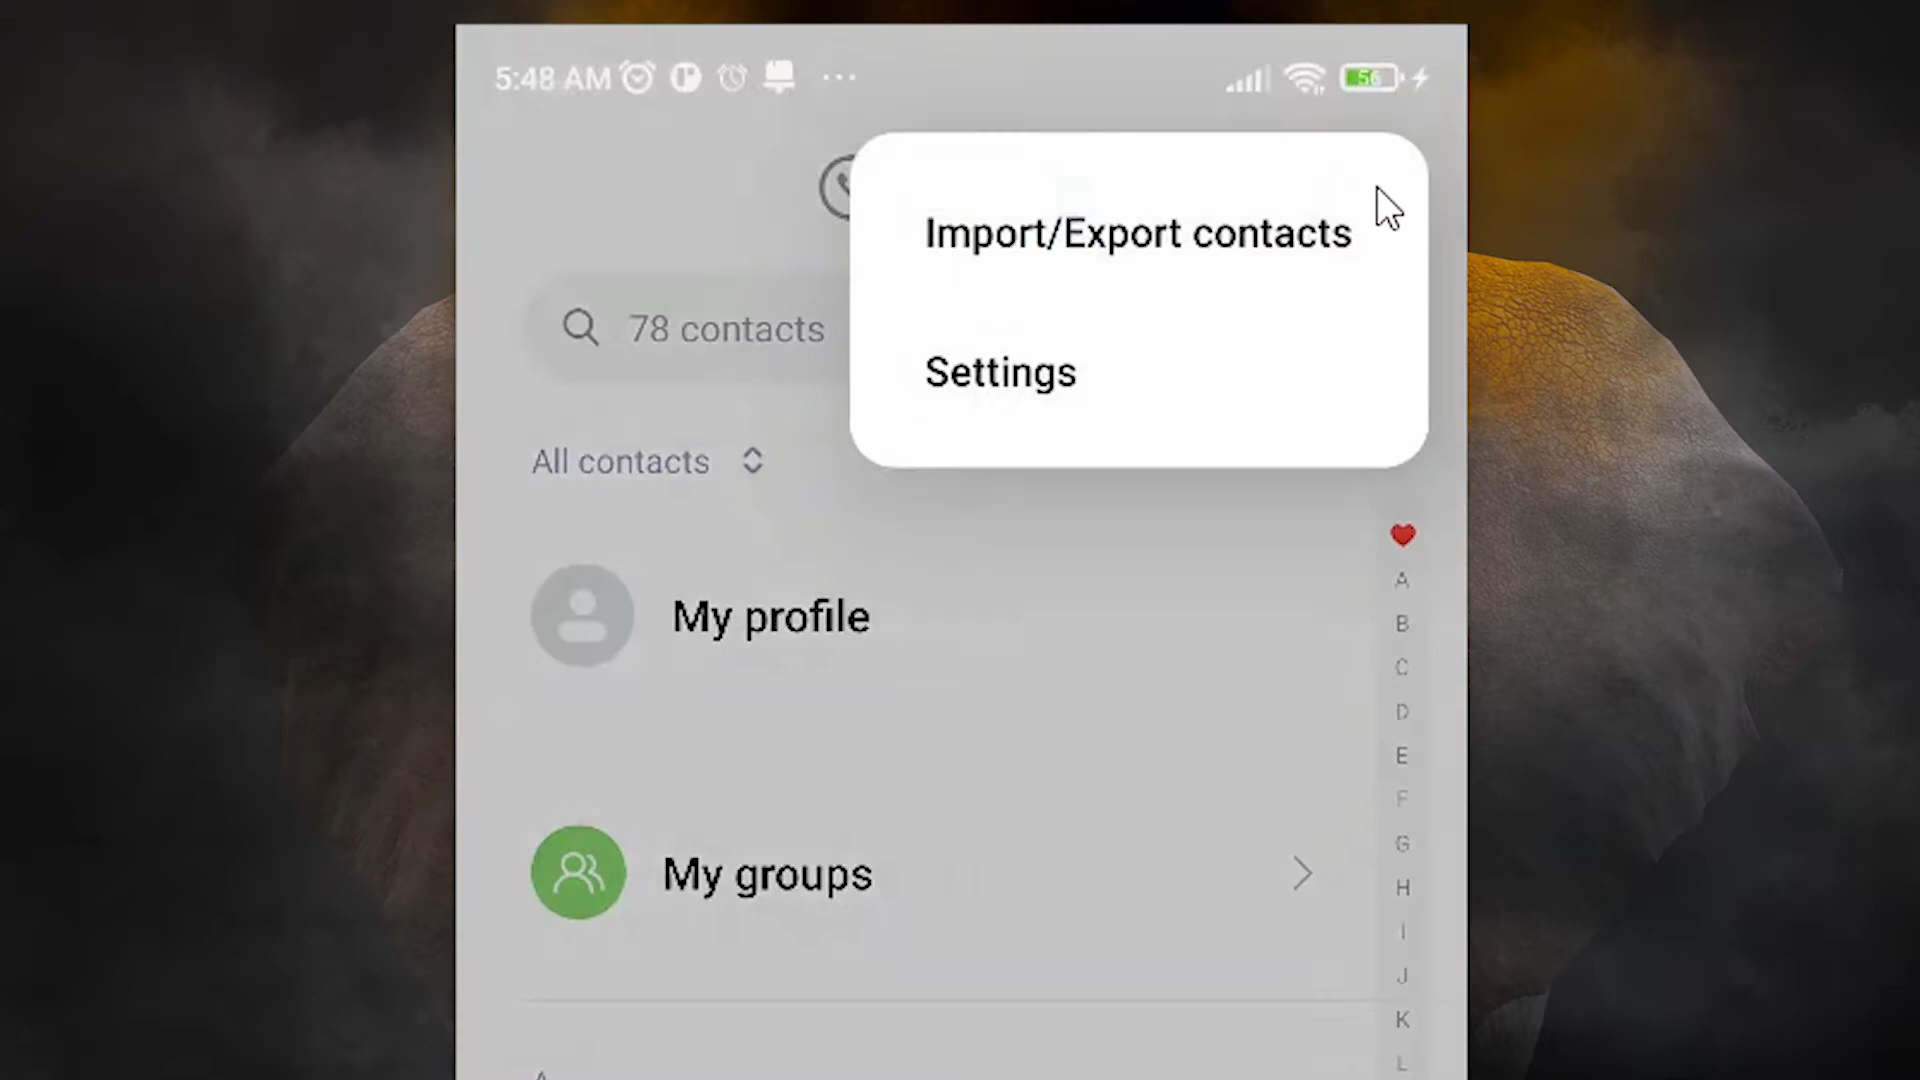 5:48 AM
56
Import/Export contacts
78 contacts
Settings
All contacts
My profile
My groups
A
B
C
D
E
F
G
H
I
J
K
L
A